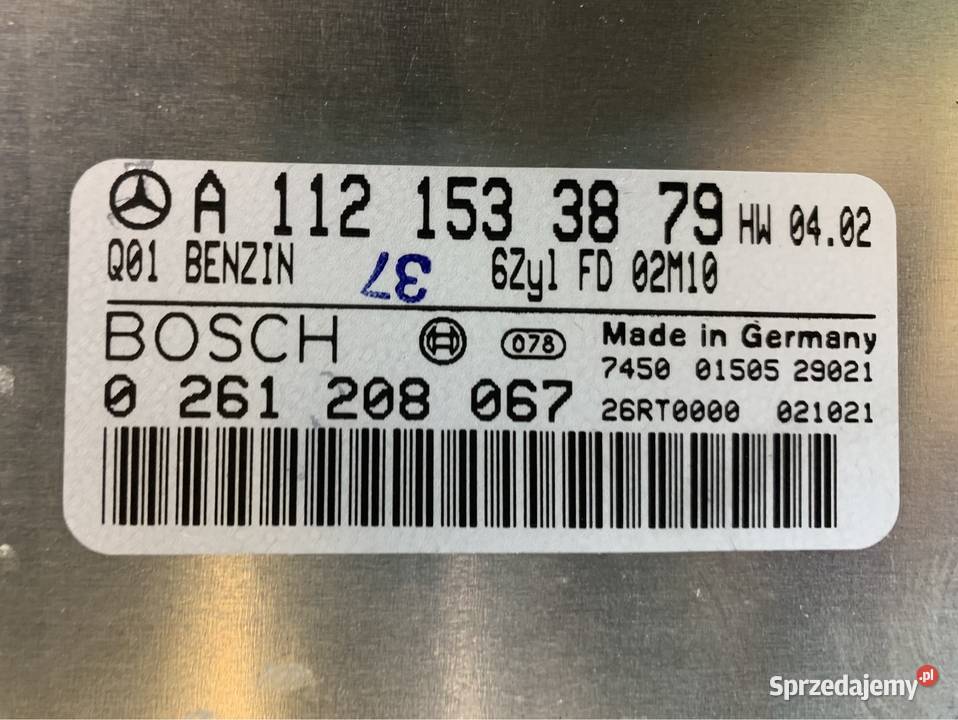 A 112 153 38 79 HW 04.02
Q01 BENZIN 37 6Zyl FD 02M10
BOSCH 078 Made in Germany
7450 01505 29021
0 261 208 067 26RT0000 021021
Sprzedajemy.pl